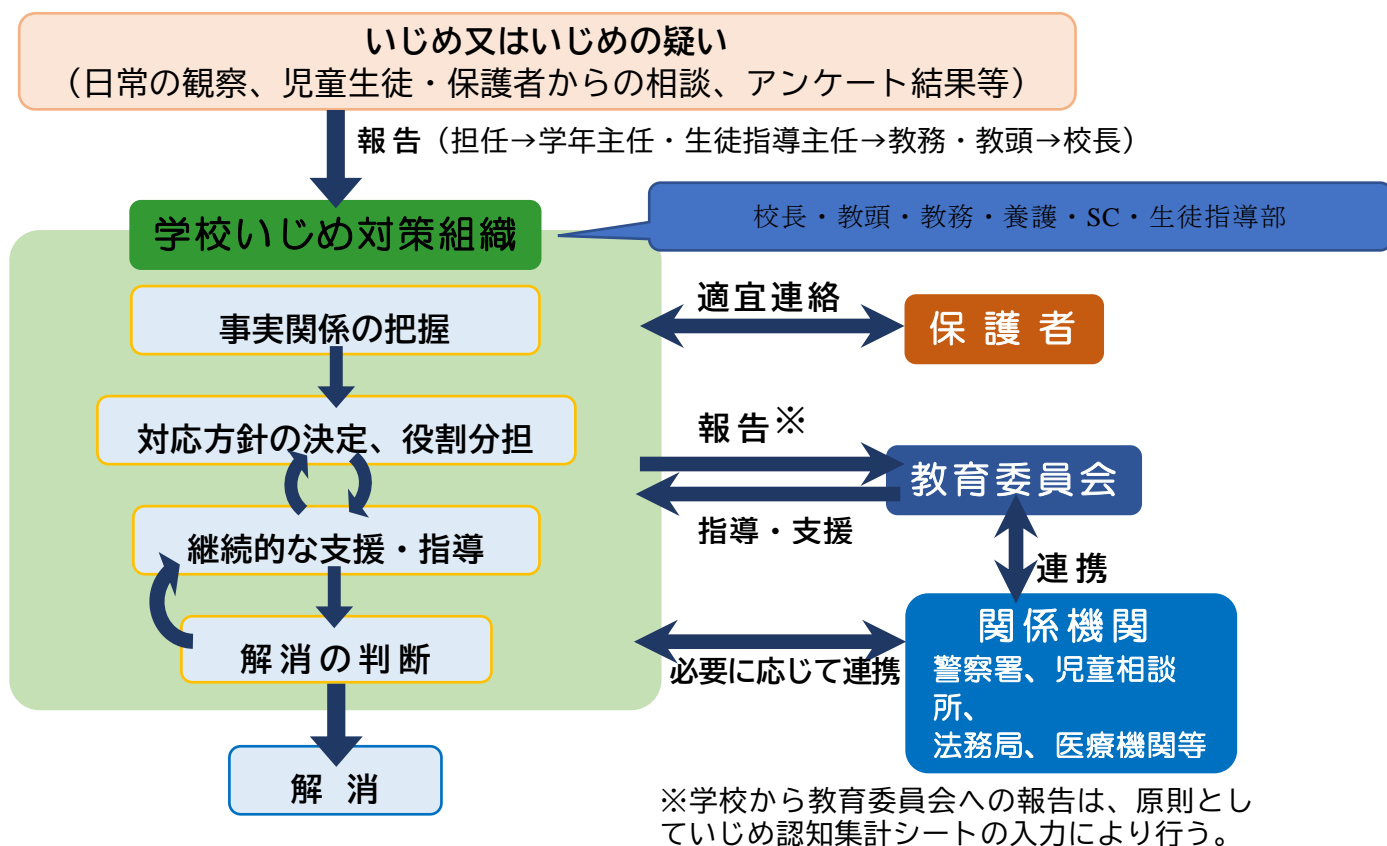 いじめ又はいじめの疑い
（日常の観察、児童生徒・保護者からの相談、アンケート結果等）
報告（担任→学年主任・生徒指導主任→教務・教頭→校長）
学校いじめ対策組織
校長・教頭・教務・養護・SC・生徒指導部
事実関係の把握
適宜連絡
保護者
対応方針の決定、役割分担
報告※
教育委員会
指導・支援
継続的な支援・指導
連携
解消の判断
必要に応じて連携
関係機関
警察署、児童相談
所、
法務局、医療機関等
解消
※学校から教育委員会への報告は、原則とし
ていじめ認知集計シートの入力により行う。